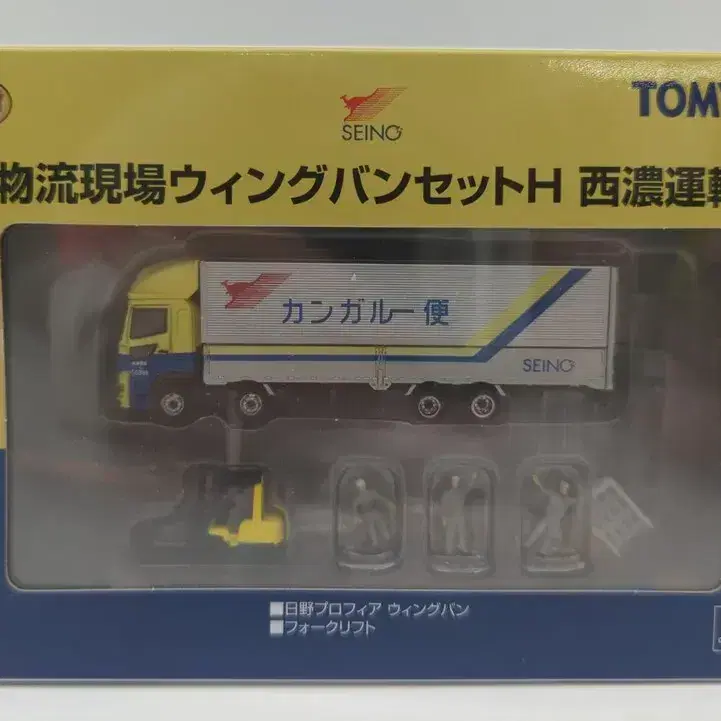 SEINO
TOMY
物流現場ウィングバンセットH 西濃運輸
カンガルー便
SEINO
■日野プロフィア ウィングバン
■フォークリフト